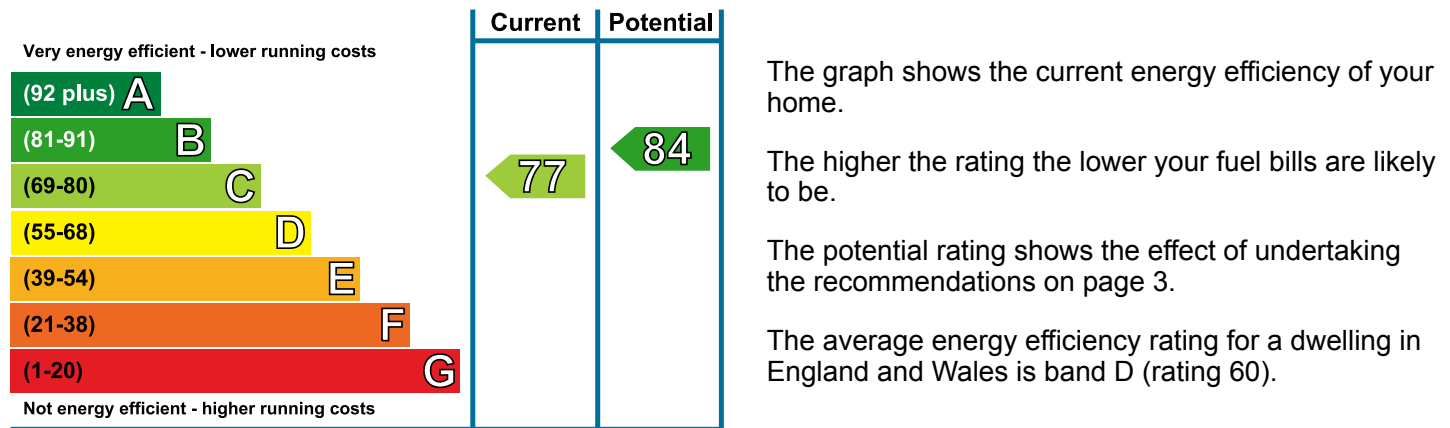 Current Potential
Very energy efficient - lower running costs
(92 plus) A
(81-91) B
(69-80) C
(55-68) D
(39-54) E
(21-38) F
(1-20) G
Not energy efficient - higher running costs
77
84
The graph shows the current energy efficiency of your
home.
The higher the rating the lower your fuel bills are likely
to be.
The potential rating shows the effect of undertaking
the recommendations on page 3.
The average energy efficiency rating for a dwelling in
England and Wales is band D (rating 60).